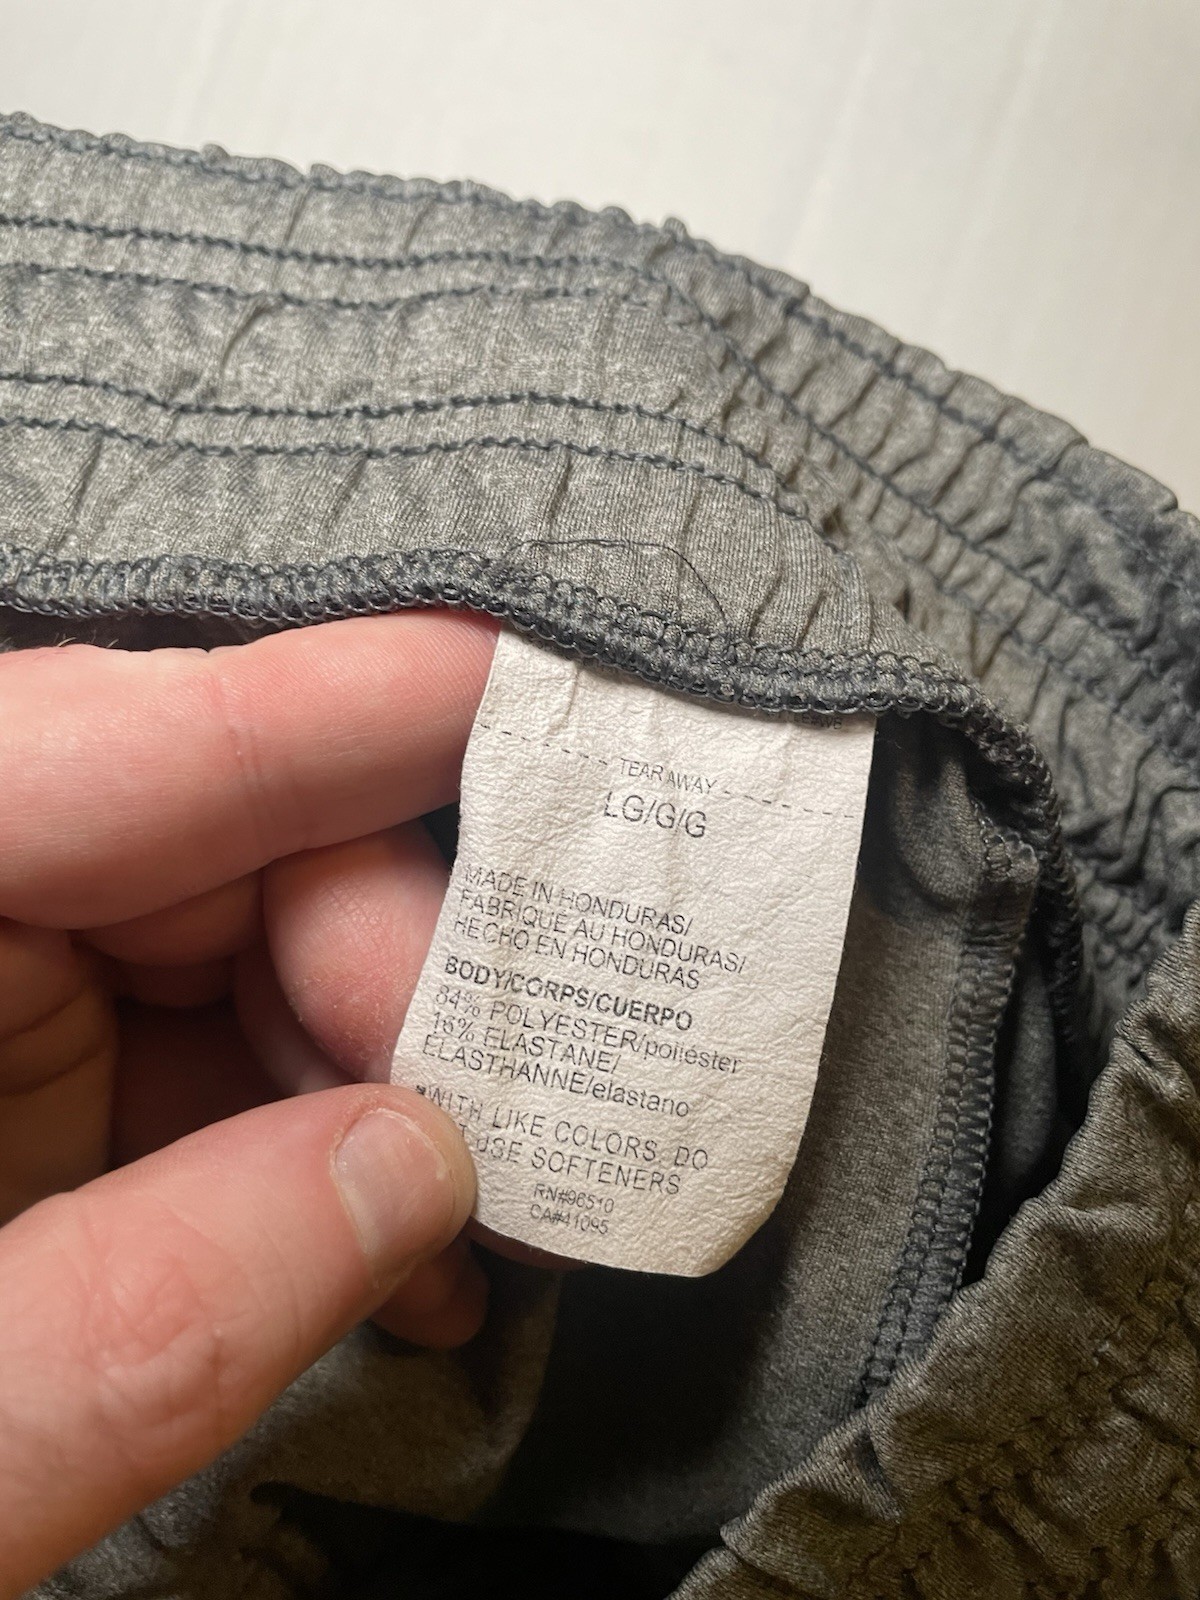 TEAR AWAY
LG/G/G
MADE IN HONDURAS/
FABRIQUE AU HONDURAS/
HECHO EN HONDURAS
BODY/CORPS/CUERPO
84% POLYESTER/poliéster
16% ELASTANE/
ÉLASTHANNE/elastano
WITH LIKE COLORS. DO
USE SOFTENERS
RN#96510
CA#41095